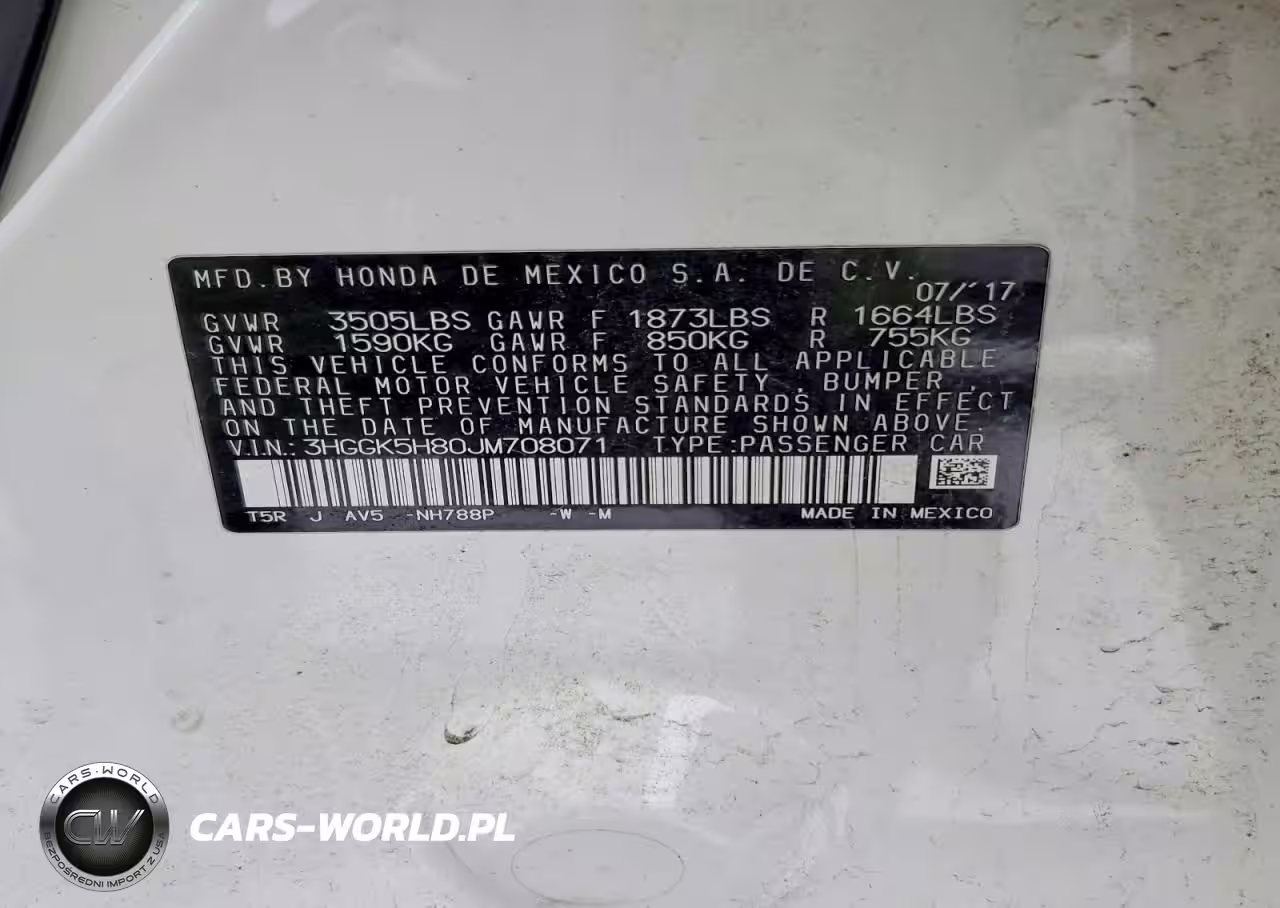 MFD.BY HONDA DE MEXICO S.A. DE C.V.
07/'17
GVWR 3505LBS GAWR F 1873LBS R 1664LBS
GVWR 1590KG GAWR F 850KG R 755KG
THIS VEHICLE CONFORMS TO ALL APPLICABLE
FEDERAL MOTOR VEHICLE SAFETY , BUMPER ,
AND THEFT PREVENTION STANDARDS IN EFFECT
ON THE DATE OF MANUFACTURE SHOWN ABOVE.
V.I.N.: 3HGGK5H80JM708071 TYPE:PASSENGER CAR
T5R J AV5 -NH788P -W -M MADE IN MEXICO
CARS-WORLD
CW
BEZPOŚREDNI IMPORT Z USA
CARS-WORLD.PL